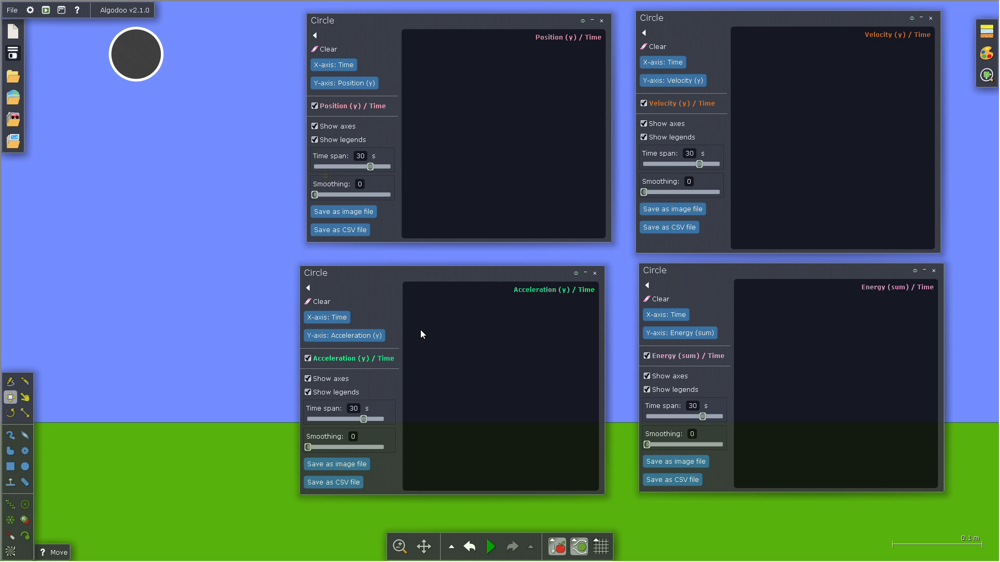 File
?
Algodoo v2.1.0
Circle
Position (y) / Time
Clear
X-axis: Time
Y-axis: Position (y)
Position (y) / Time
Show axes
Show legends
Time span: 30 s
Smoothing: 0
Save as image file
Save as CSV file
Circle
Velocity (y) / Time
Clear
X-axis: Time
Y-axis: Velocity (y)
Velocity (y) / Time
Show axes
Show legends
Time span: 30 s
Smoothing: 0
Save as image file
Save as CSV file
Circle
Acceleration (y) / Time
Clear
X-axis: Time
Y-axis: Acceleration (y)
Acceleration (y) / Time
Show axes
Show legends
Time span: 30 s
Smoothing: 0
Save as image file
Save as CSV file
Circle
Energy (sum) / Time
Clear
X-axis: Time
Y-axis: Energy (sum)
Energy (sum) / Time
Show axes
Show legends
Time span: 30 s
Smoothing: 0
Save as image file
Save as CSV file
? Move
0.1 m